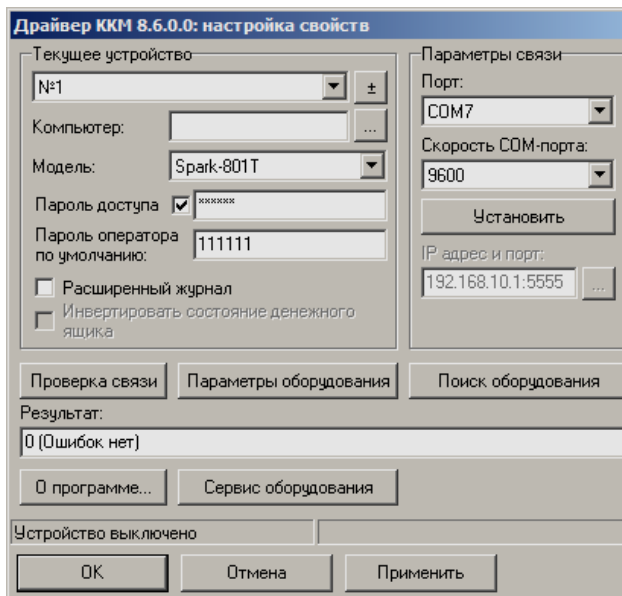 Драйвер ККМ 8.6.0.0: настройка свойств
Текущее устройство
№1
±
Компьютер:
...
Модель:
Spark-801T
Пароль доступа
××××××
Пароль оператора
по умолчанию:
111111
Расширенный журнал
Инвертировать состояние денежного
ящика
Параметры связи
Порт:
COM7
Скорость COM-порта:
9600
Установить
IP адрес и порт:
192.168.10.1:5555
...
Проверка связи
Параметры оборудования
Поиск оборудования
Результат:
0 (Ошибок нет)
О программе...
Сервис оборудования
Устройство выключено
OK
Отмена
Применить